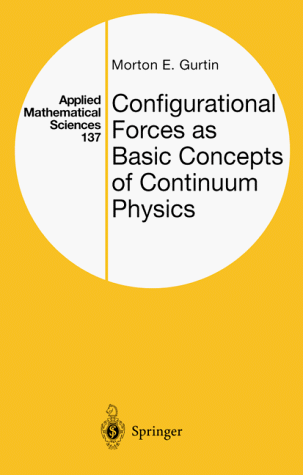 Morton E. Gurtin
Applied
Mathematical
Sciences
137
Configurational
Forces as
Basic Concepts
of Continuum
Physics
Springer